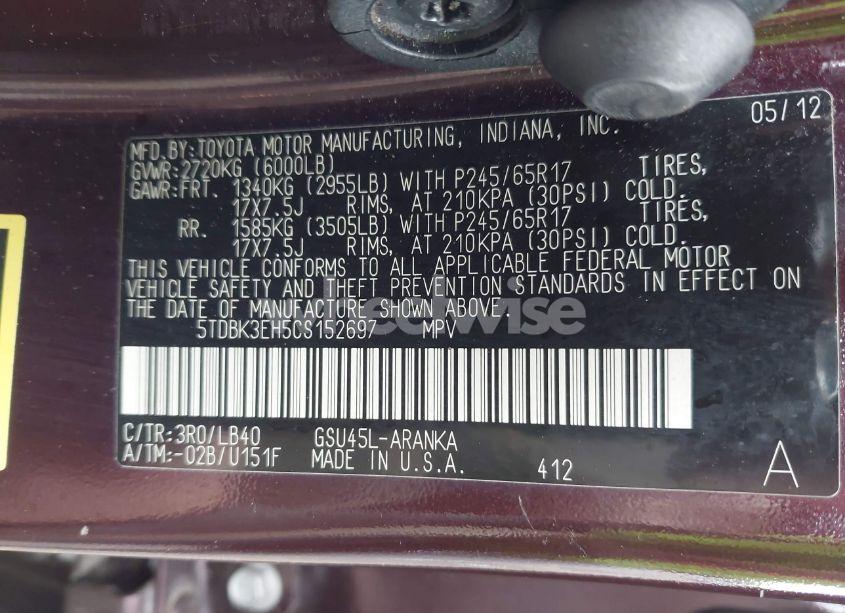 05/12
MFD.BY:TOYOTA MOTOR MANUFACTURING, INDIANA, INC.
GVWR:2720KG (6000LB)
GAWR:FRT. 1340KG (2955LB) WITH P245/65R17 TIRES,
17X7.5J RIMS, AT 210KPA (30PSI) COLD.
RR. 1585KG (3505LB) WITH P245/65R17 TIRES,
17X7.5J RIMS, AT 210KPA (30PSI) COLD.
THIS VEHICLE CONFORMS TO ALL APPLICABLE FEDERAL MOTOR
VEHICLE SAFETY AND THEFT PREVENTION STANDARDS IN EFFECT ON
THE DATE OF MANUFACTURE SHOWN ABOVE.
5TDBK3EH5CS152697 MPV
C/TR:3R0/LB40 GSU45L-ARANKA
A/TM:-02B/U151F MADE IN U.S.A. 412 A